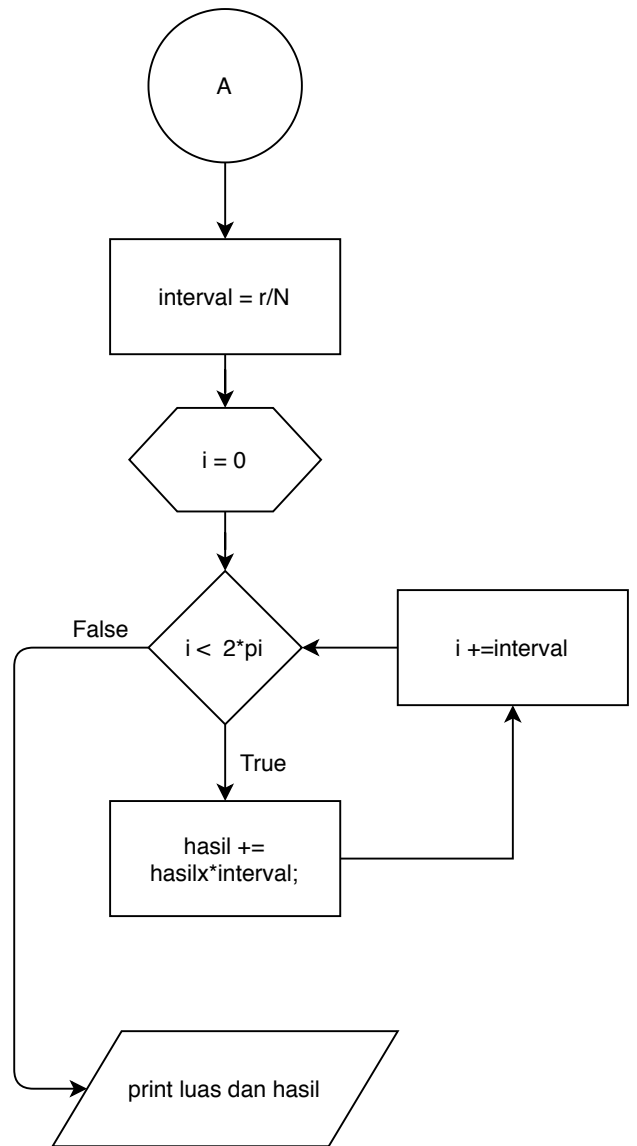 A
interval = r/N
i = 0
False
i <  2*pi
i +=interval
True
hasil +=
hasilx*interval;
print luas dan hasil